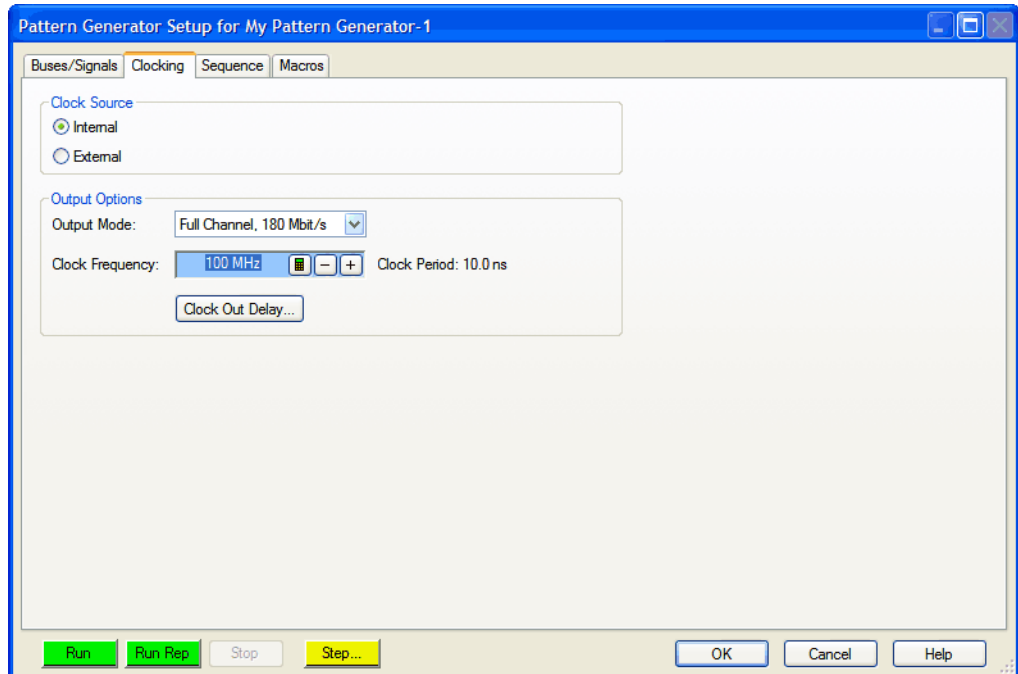 Pattern Generator Setup for My Pattern Generator-1
Buses/Signals Clocking Sequence Macros
Clock Source
Internal
External
Output Options
Output Mode: Full Channel, 180 Mbit/s
Clock Frequency: 100 MHz - + Clock Period: 10.0 ns
Clock Out Delay...
Run Run Rep Stop Step... OK Cancel Help